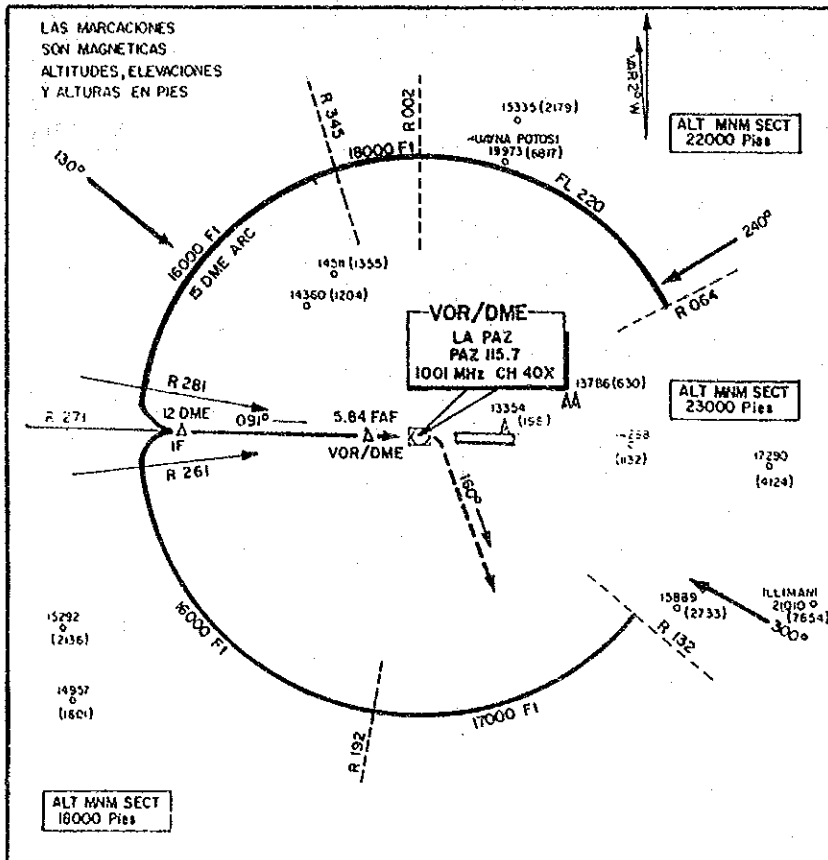 LAS MARCACIONES
SON MAGNETICAS
ALTITUDES, ELEVACIONES
Y ALTURAS EN PIES
VAR 2° W
ALT MNM SECT
22000 Pies
R 345
R 002
15335 (2179)
18000 Ft
19973 (6817)
130°
FL 220
240°
16000 Ft
15 DME ARC
(1355)
14360 (1204)
R 064
VOR/DME
LA PAZ
PAZ 115.7
1001 MHz CH 40X
13786 (630)
ALT MNM SECT
23000 Pies
R 281
R 271
12 DME
091°
5.84 FAF
13354
IF
VOR/DME
(1132)
17290
(4124)
R 261
160°
15292
(2136)
15889
(2733)
ILLIMANI
21010
(7654)
300°
R 132
16000 Ft
14957
(1801)
17000 Ft
R 192
ALT MNM SECT
18000 Pies